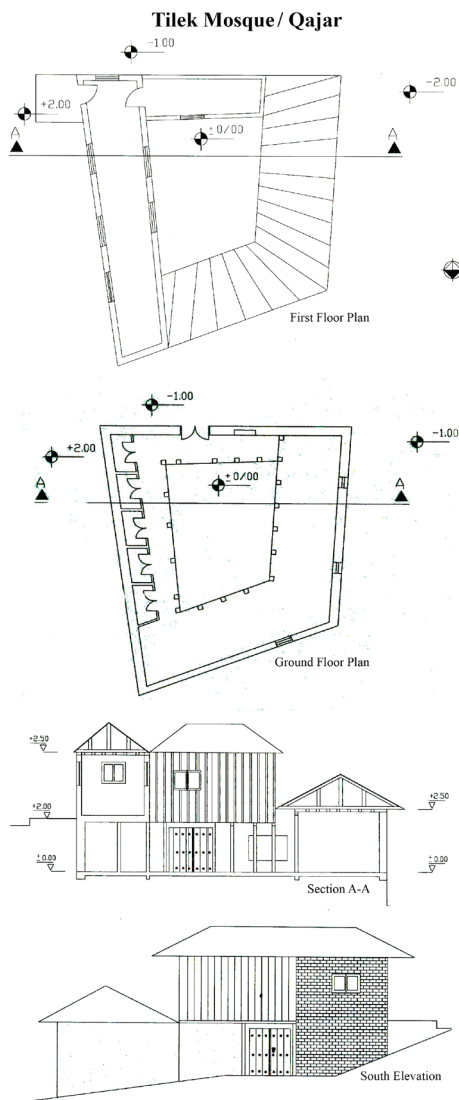 Tilek Mosque/ Qajar
-1.00
-2.00
+2.00
± 0/00
A
A
First Floor Plan
-1.00
+2.00
-1.00
± 0/00
A
A
Ground Floor Plan
+2.50
+2.50
+2.00
± 0.00
± 0.00
Section A-A
South Elevation